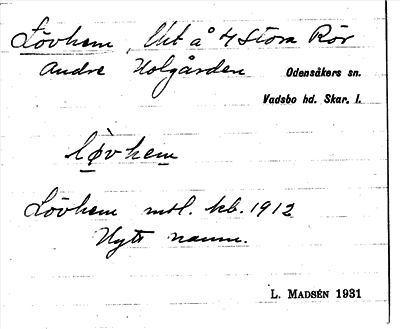 Lövhem, Uht å 4 Stora Rör
Andre Holgården Odensåkers sn.
Vadsbo hd. Skar. l.
løvhem
Lövhem mtl. kb. 1912
Nytt namn.
L. MADSÉN 1931